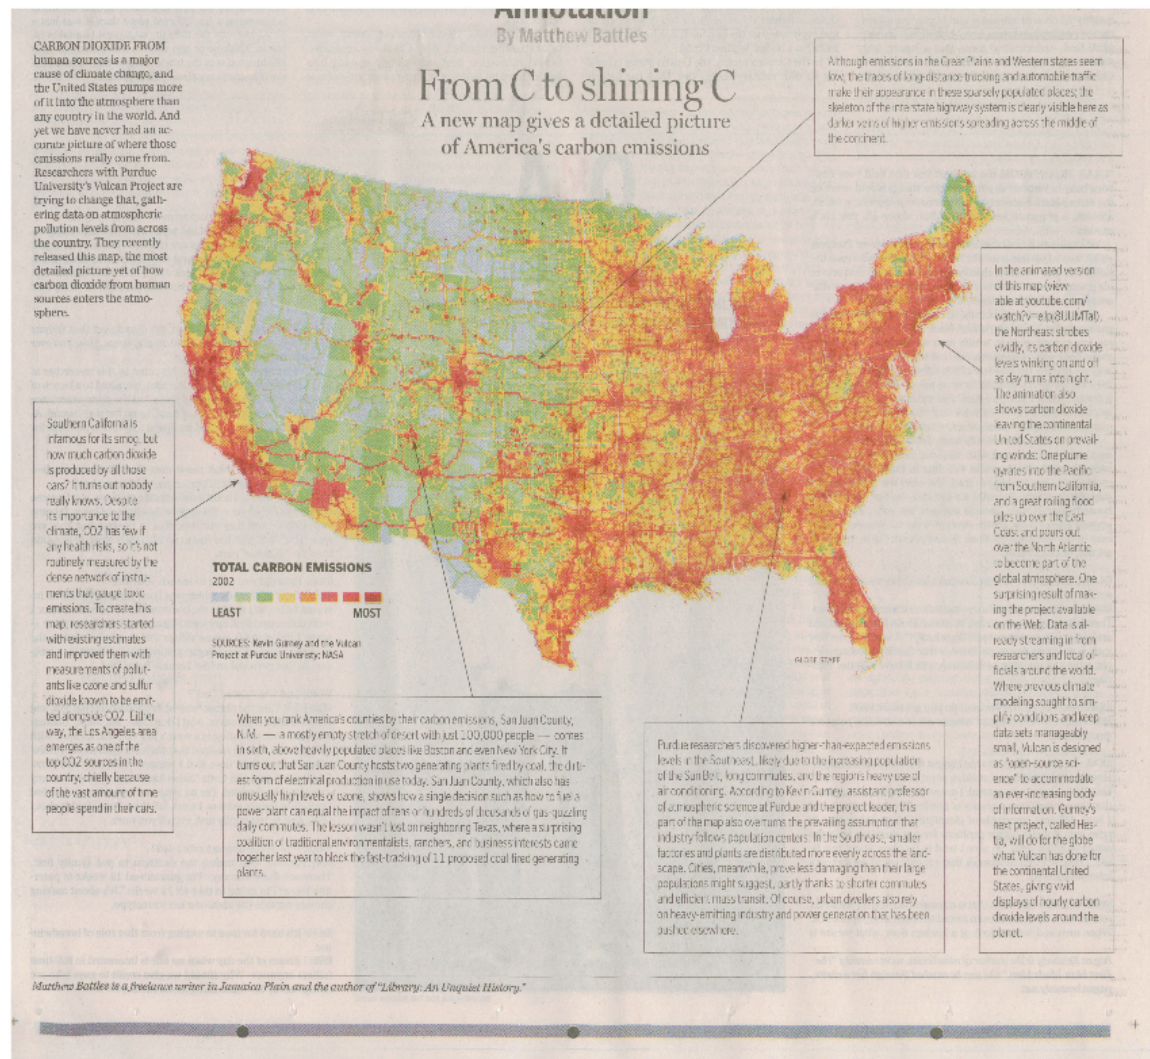 Annotation
By Matthew Battles
From C to shining C
A new map gives a detailed picture
of America's carbon emissions
CARBON DIOXIDE FROM
human sources is a major
cause of climate change, and
the United States pumps more
of it into the atmosphere than
any country in the world. And
yet we have never had an ac-
curate picture of where those
emissions really come from.
Researchers with Purdue
University's Vulcan Project are
trying to change that, gath-
ering data on atmospheric
pollution levels from across
the country. They recently
released this map, the most
detailed picture yet of how
carbon dioxide from human
sources enters the atmo-
sphere.
Although emissions in the Great Plains and Western states seem
low, the traces of long-distance trucking and automobile traffic
make their appearance in these sparsely populated places; the
skeleton of the interstate highway system is clearly visible here as
darker veins of higher emissions spreading across the middle of
the continent.
In the animated version
of this map (view-
able at youtube.com/
the Northeast strobes
vividly, its carbon dioxide
levels winking on and off
as day turns into night.
The animation also
shows carbon dioxide
leaving the continental
United States on prevail-
ing winds: One plume
gyrates into the Pacific
from Southern California,
and a great rolling flood
piles up over the East
Coast and pours out
over the North Atlantic
to become part of the
global atmosphere. One
surprising result of mak-
ing the project available
on the Web: Data is al-
ready streaming in from
researchers and local of-
ficials around the world.
Where previous climate
modeling sought to sim-
plify conditions and keep
data sets manageably
small, Vulcan is designed
as "open-source sci-
ence" to accommodate
an ever-increasing body
of information. Gurney's
next project, called Hes-
tia, will do for the globe
what Vulcan has done for
the continental United
States, giving vivid
displays of hourly carbon
dioxide levels around the
planet.
Southern California is
infamous for its smog, but
how much carbon dioxide
is produced by all those
cars? It turns out nobody
really knows. Despite
its importance to the
climate, CO2 has few if
any health risks, so it's not
routinely measured by the
dense network of instru-
ments that gauge toxic
emissions. To create this
map, researchers started
with existing estimates
and improved them with
measurements of pollut-
ants like ozone and sulfur
dioxide known to be emit-
ted alongside CO2. Either
way, the Los Angeles area
emerges as one of the
top CO2 sources in the
country, chiefly because
of the vast amount of time
people spend in their cars.
TOTAL CARBON EMISSIONS
2002
LEAST MOST
SOURCES: Kevin Gurney and the Vulcan
Project at Purdue University; NASA
GLOBE STAFF
When you rank America's counties by their carbon emissions, San Juan County,
N.M. — a mostly empty stretch of desert with just 100,000 people — comes
in sixth, above heavily populated places like Boston and even New York City. It
turns out that San Juan County hosts two generating plants fired by coal, the dirti-
est form of electrical production in use today. San Juan County, which also has
unusually high levels of ozone, shows how a single decision such as how to fuel a
power plant can equal the impact of tens or hundreds of thousands of gas-guzzling
daily commutes. The lesson wasn't lost on neighboring Texas, where a surprising
coalition of traditional environmentalists, ranchers, and business interests came
together last year to block the fast-tracking of 11 proposed coal-fired generating
plants.
Purdue researchers discovered higher-than-expected emissions
levels in the Southeast, likely due to the increasing population
of the Sun Belt, long commutes, and the region's heavy use of
air conditioning. According to Kevin Gurney, assistant professor
of atmospheric science at Purdue and the project leader, this
part of the map also overturns the prevailing assumption that
industry follows population centers. In the Southeast, smaller
factories and plants are distributed more evenly across the land-
scape. Cities, meanwhile, prove less damaging than their large
populations might suggest, partly thanks to shorter commutes
and efficient mass transit. Of course, urban dwellers also rely
on heavy-emitting industry and power generation that has been
pushed elsewhere.
Matthew Battles is a freelance writer in Jamaica Plain and the author of "Library: An Unquiet History."